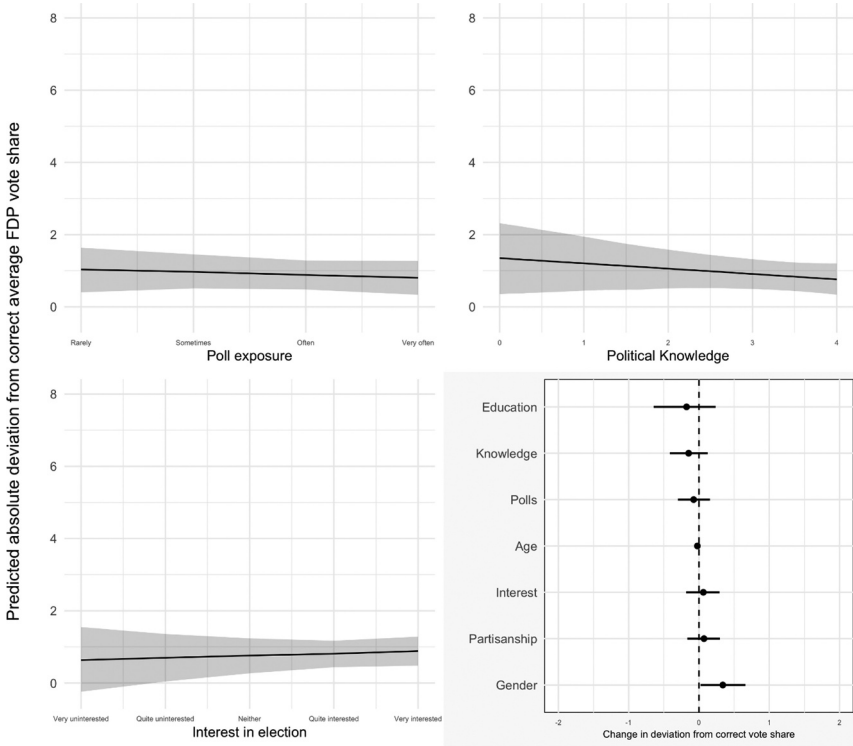 Predicted absolute deviation from correct average FDP vote share
8
6
4
2
0
Rarely Sometimes Often Very often
Poll exposure
8
6
4
2
0
0 1 2 3 4
Political Knowledge
8
6
4
2
0
Very uninterested Quite uninterested Neither Quite interested Very interested
Interest in election
Education
Knowledge
Polls
Age
Interest
Partisanship
Gender
-2 -1 0 1 2
Change in deviation from correct vote share